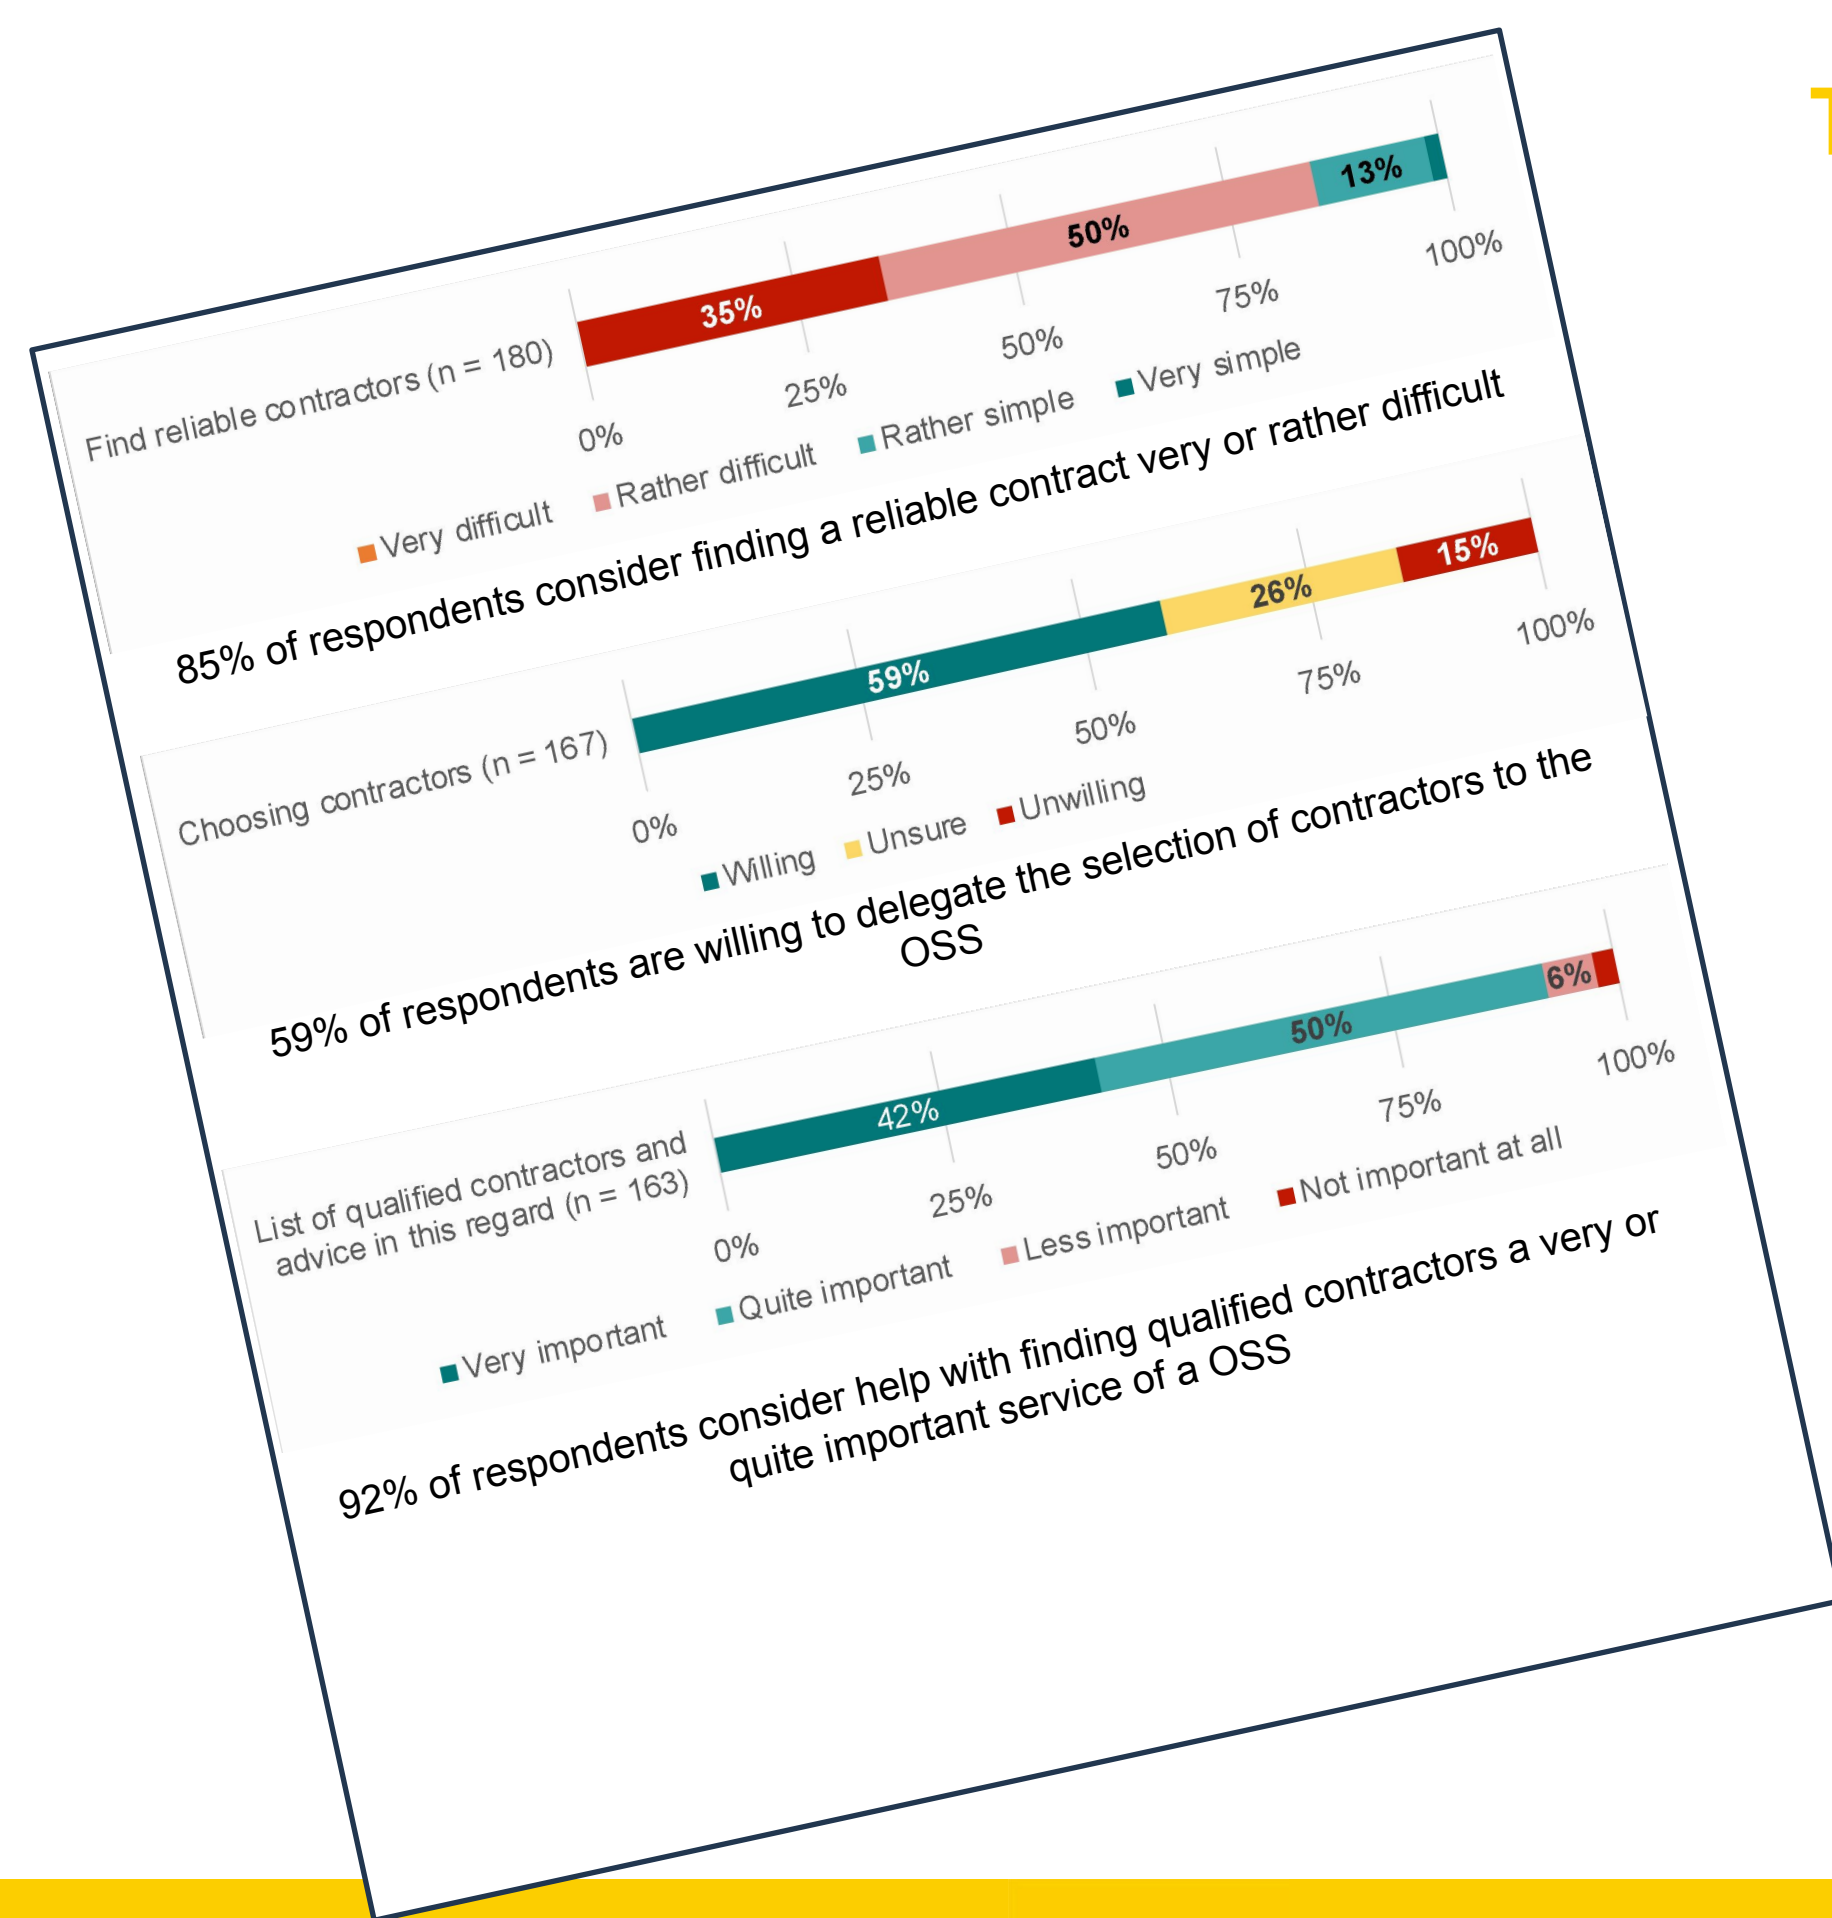 35%
50%
13%
Find reliable contractors (n = 180)
0%
25%
50%
75%
100%
Very difficult
Rather difficult
Rather simple
Very simple
85% of respondents consider finding a reliable contract very or rather difficult
59%
26%
15%
Choosing contractors (n = 167)
0%
25%
50%
75%
100%
Willing
Unsure
Unwilling
59% of respondents are willing to delegate the selection of contractors to the
OSS
42%
50%
6%
List of qualified contractors and
advice in this regard (n = 163)
0%
25%
50%
75%
100%
Very important
Quite important
Less important
Not important at all
92% of respondents consider help with finding qualified contractors a very or
quite important service of a OSS